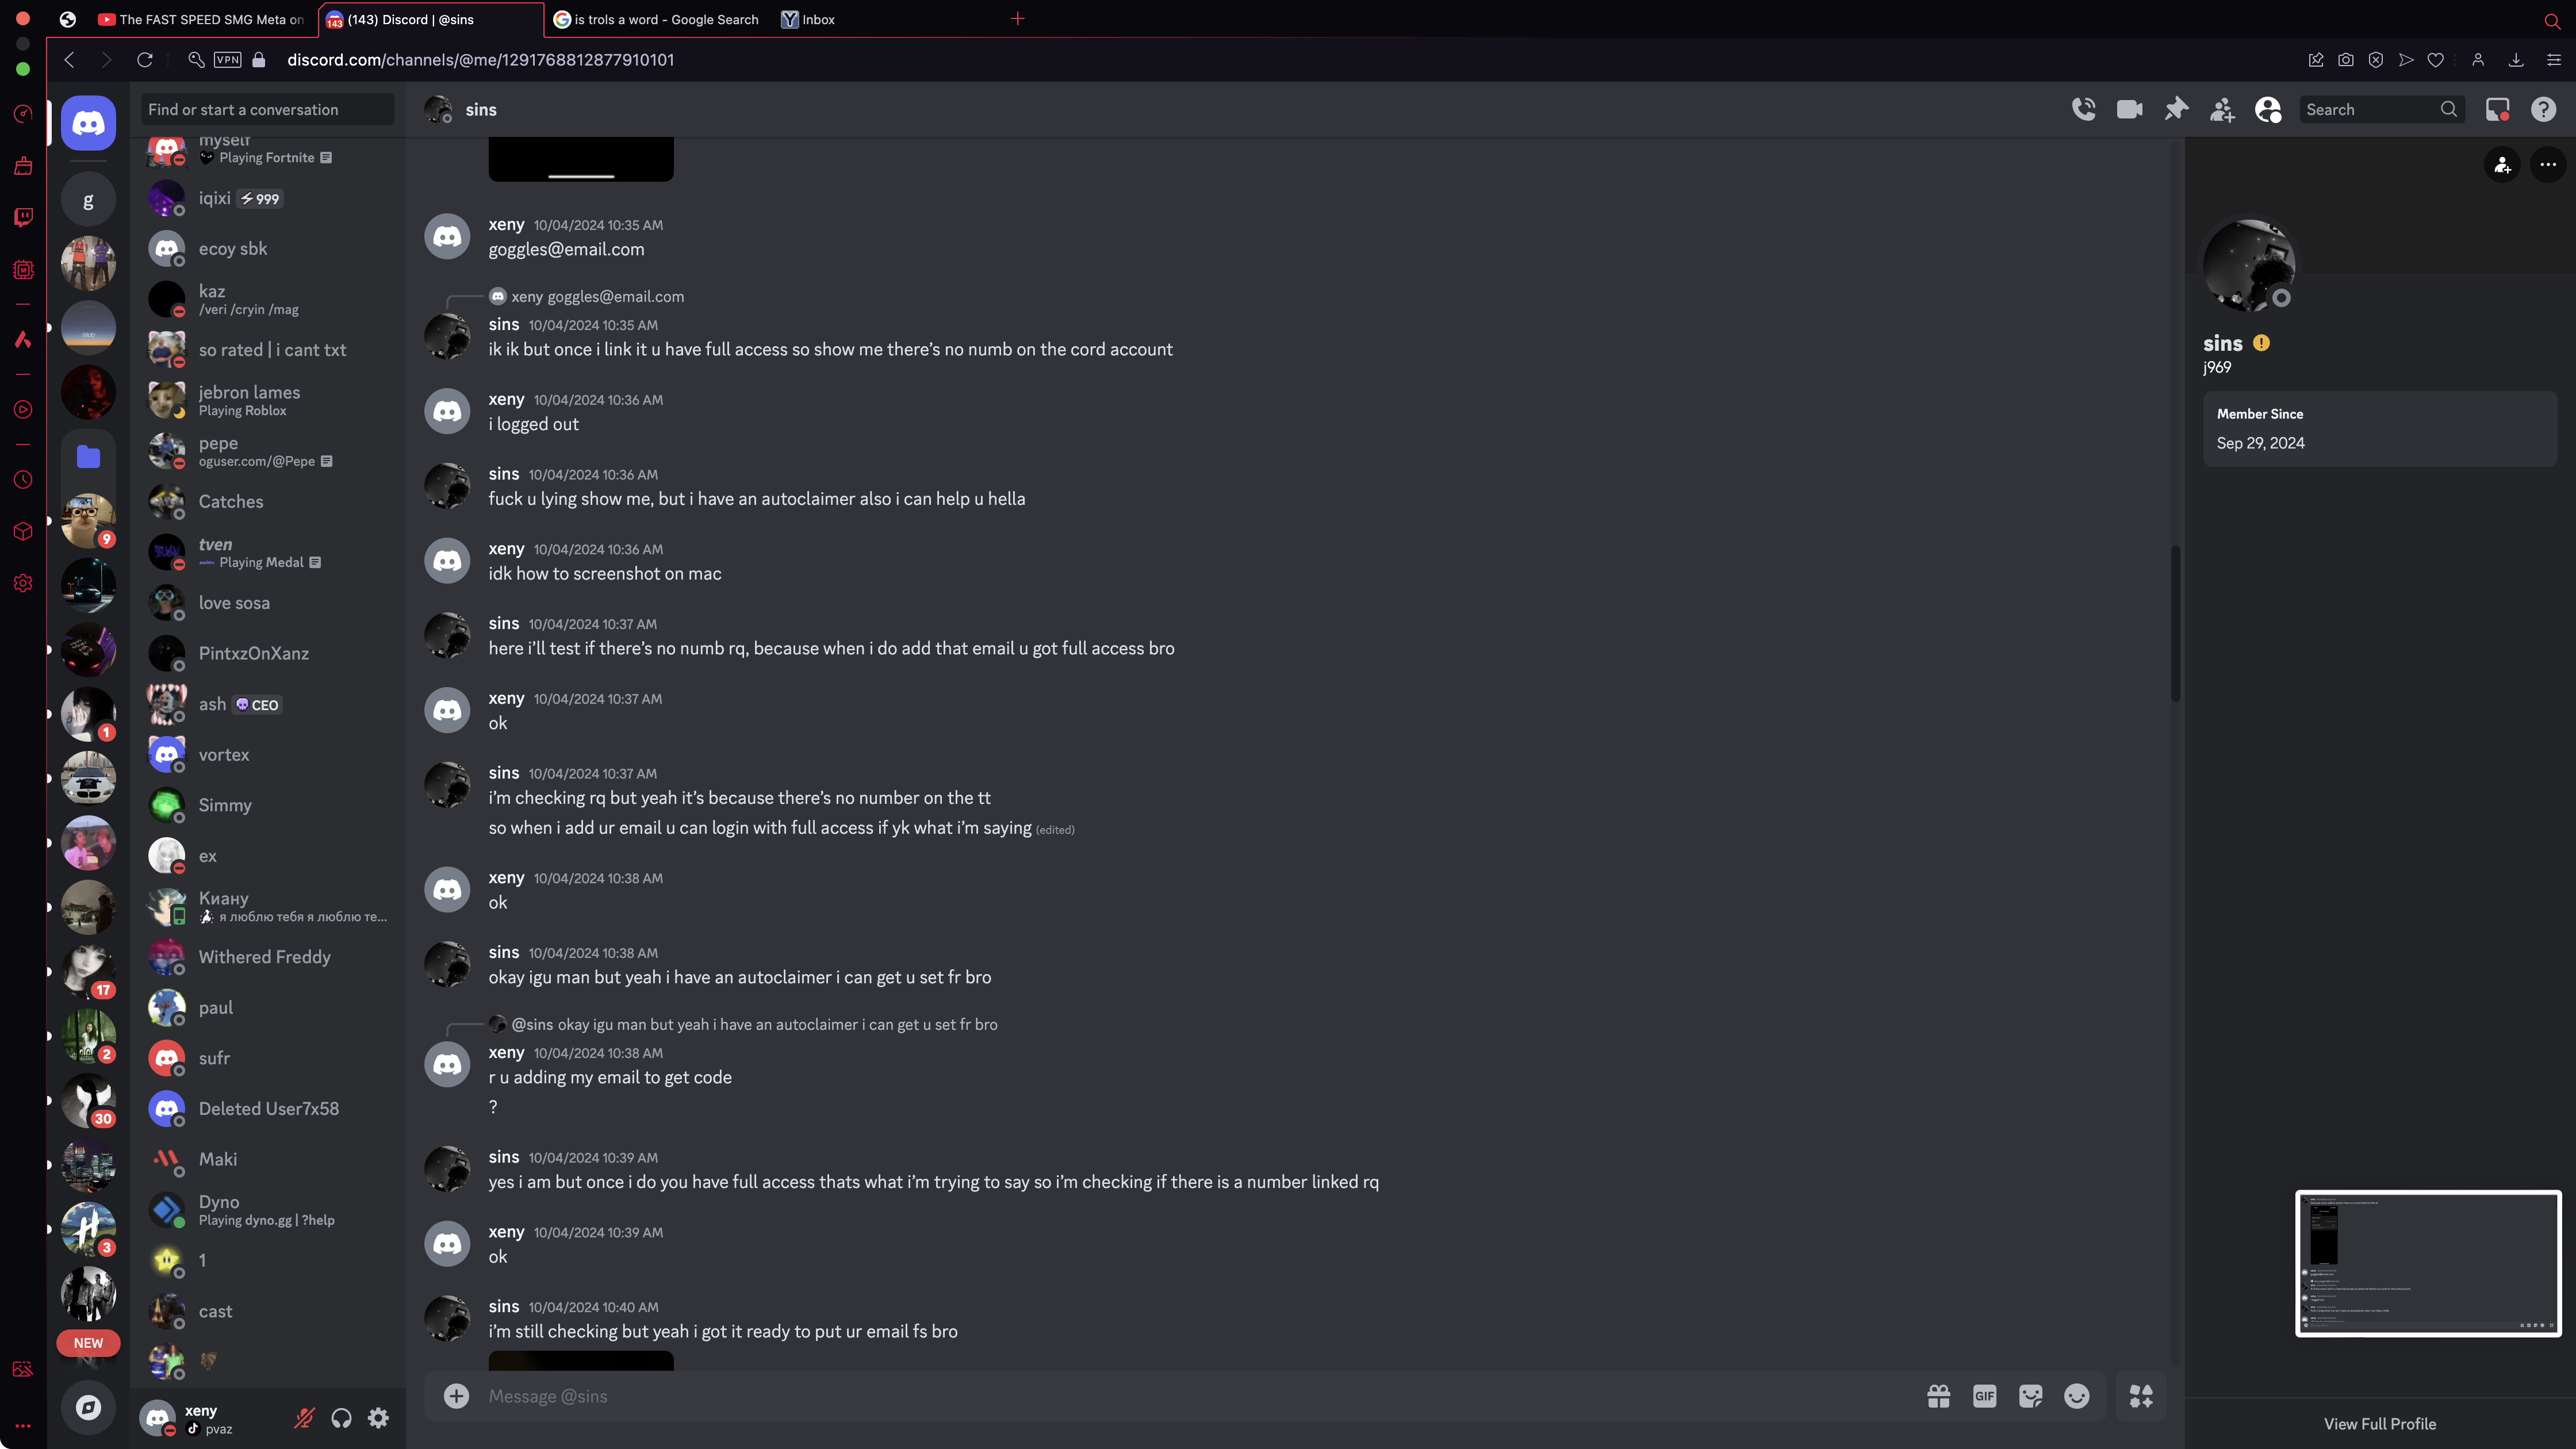 The FAST SPEED SMG Meta on
143
(143) Discord | @sins
is trols a word - Google Search
Inbox
VPN
discord.com/channels/@me/1291768812877910101
Find or start a conversation
sins
Search
g
9
1
17
2
30
3
NEW
myself
Playing Fortnite
iqixi
999
ecoy sbk
kaz
/veri /cryin /mag
so rated | i cant txt
jebron lames
Playing Roblox
pepe
oguser.com/@Pepe
Catches
tven
Playing Medal
love sosa
PintxzOnXanz
ash
CEO
vortex
Simmy
ex
Киану
я люблю тебя я люблю те...
Withered Freddy
paul
sufr
Deleted User7x58
Maki
Dyno
Playing dyno.gg | ?help
1
cast
xeny
pvaz
xeny 10/04/2024 10:35 AM
goggles@email.com
xeny goggles@email.com
sins 10/04/2024 10:35 AM
ik ik but once i link it u have full access so show me there's no numb on the cord account
xeny 10/04/2024 10:36 AM
i logged out
sins 10/04/2024 10:36 AM
fuck u lying show me, but i have an autoclaimer also i can help u hella
xeny 10/04/2024 10:36 AM
idk how to screenshot on mac
sins 10/04/2024 10:37 AM
here i'll test if there's no numb rq, because when i do add that email u got full access bro
xeny 10/04/2024 10:37 AM
ok
sins 10/04/2024 10:37 AM
i'm checking rq but yeah it's because there's no number on the tt
so when i add ur email u can login with full access if yk what i'm saying (edited)
xeny 10/04/2024 10:38 AM
ok
sins 10/04/2024 10:38 AM
okay igu man but yeah i have an autoclaimer i can get u set fr bro
@sins okay igu man but yeah i have an autoclaimer i can get u set fr bro
xeny 10/04/2024 10:38 AM
r u adding my email to get code
?
sins 10/04/2024 10:39 AM
yes i am but once i do you have full access thats what i'm trying to say so i'm checking if there is a number linked rq
xeny 10/04/2024 10:39 AM
ok
sins 10/04/2024 10:40 AM
i'm still checking but yeah i got it ready to put ur email fs bro
Message @sins
GIF
sins
j969
Member Since
Sep 29, 2024
View Full Profile